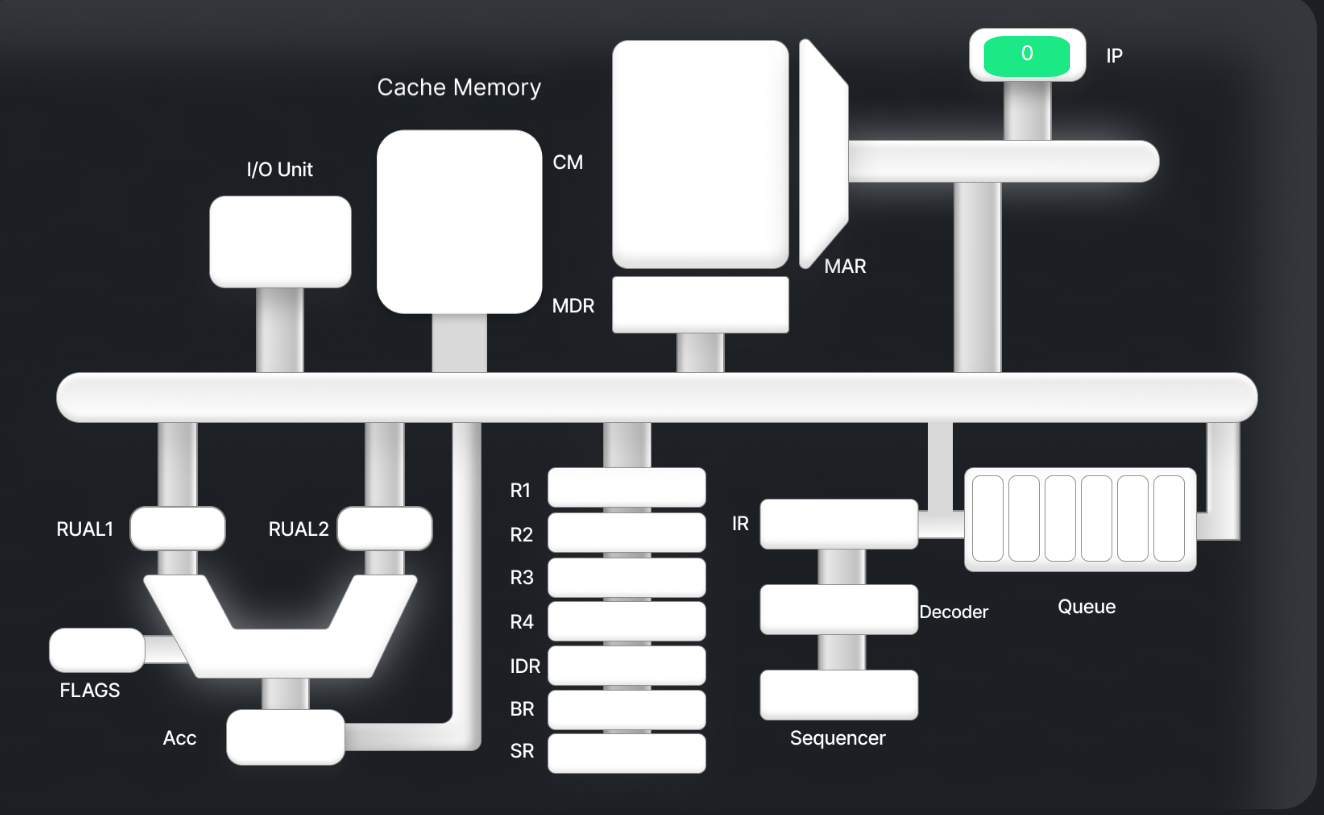 0
IP
Cache Memory
I/O Unit
CM
MAR
MDR
R1
RUAL1
RUAL2
R2
IR
R3
R4
Decoder
Queue
IDR
FLAGS
BR
Acc
SR
Sequencer